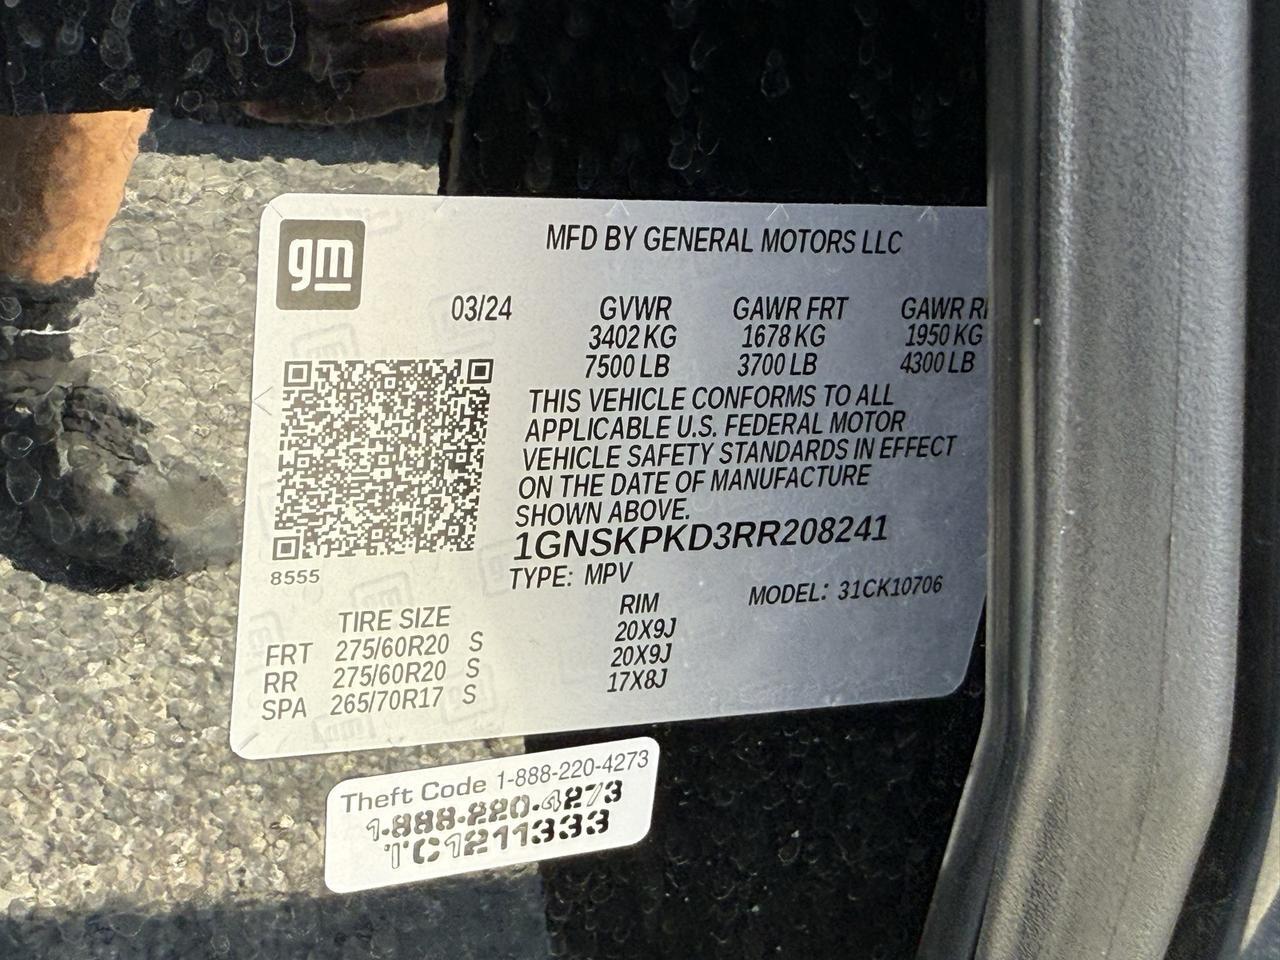 gm
MFD BY GENERAL MOTORS LLC
03/24 GVWR GAWR FRT GAWR
3402 KG 1678 KG 1950 KG
7500 LB 3700 LB 4300 LB
THIS VEHICLE CONFORMS TO ALL
APPLICABLE U.S. FEDERAL MOTOR
VEHICLE SAFETY STANDARDS IN EFFECT
ON THE DATE OF MANUFACTURE
SHOWN ABOVE.
1GNSKPKD3RR208241
8555
TYPE: MPV MODEL: 31CK10706
TIRE SIZE RIM
FRT 275/60R20 S 20X9J
RR 275/60R20 S 20X9J
SPA 265/70R17 S 17X8J
Theft Code 1-888-220-4273
1-888-220-4273
TC1211333